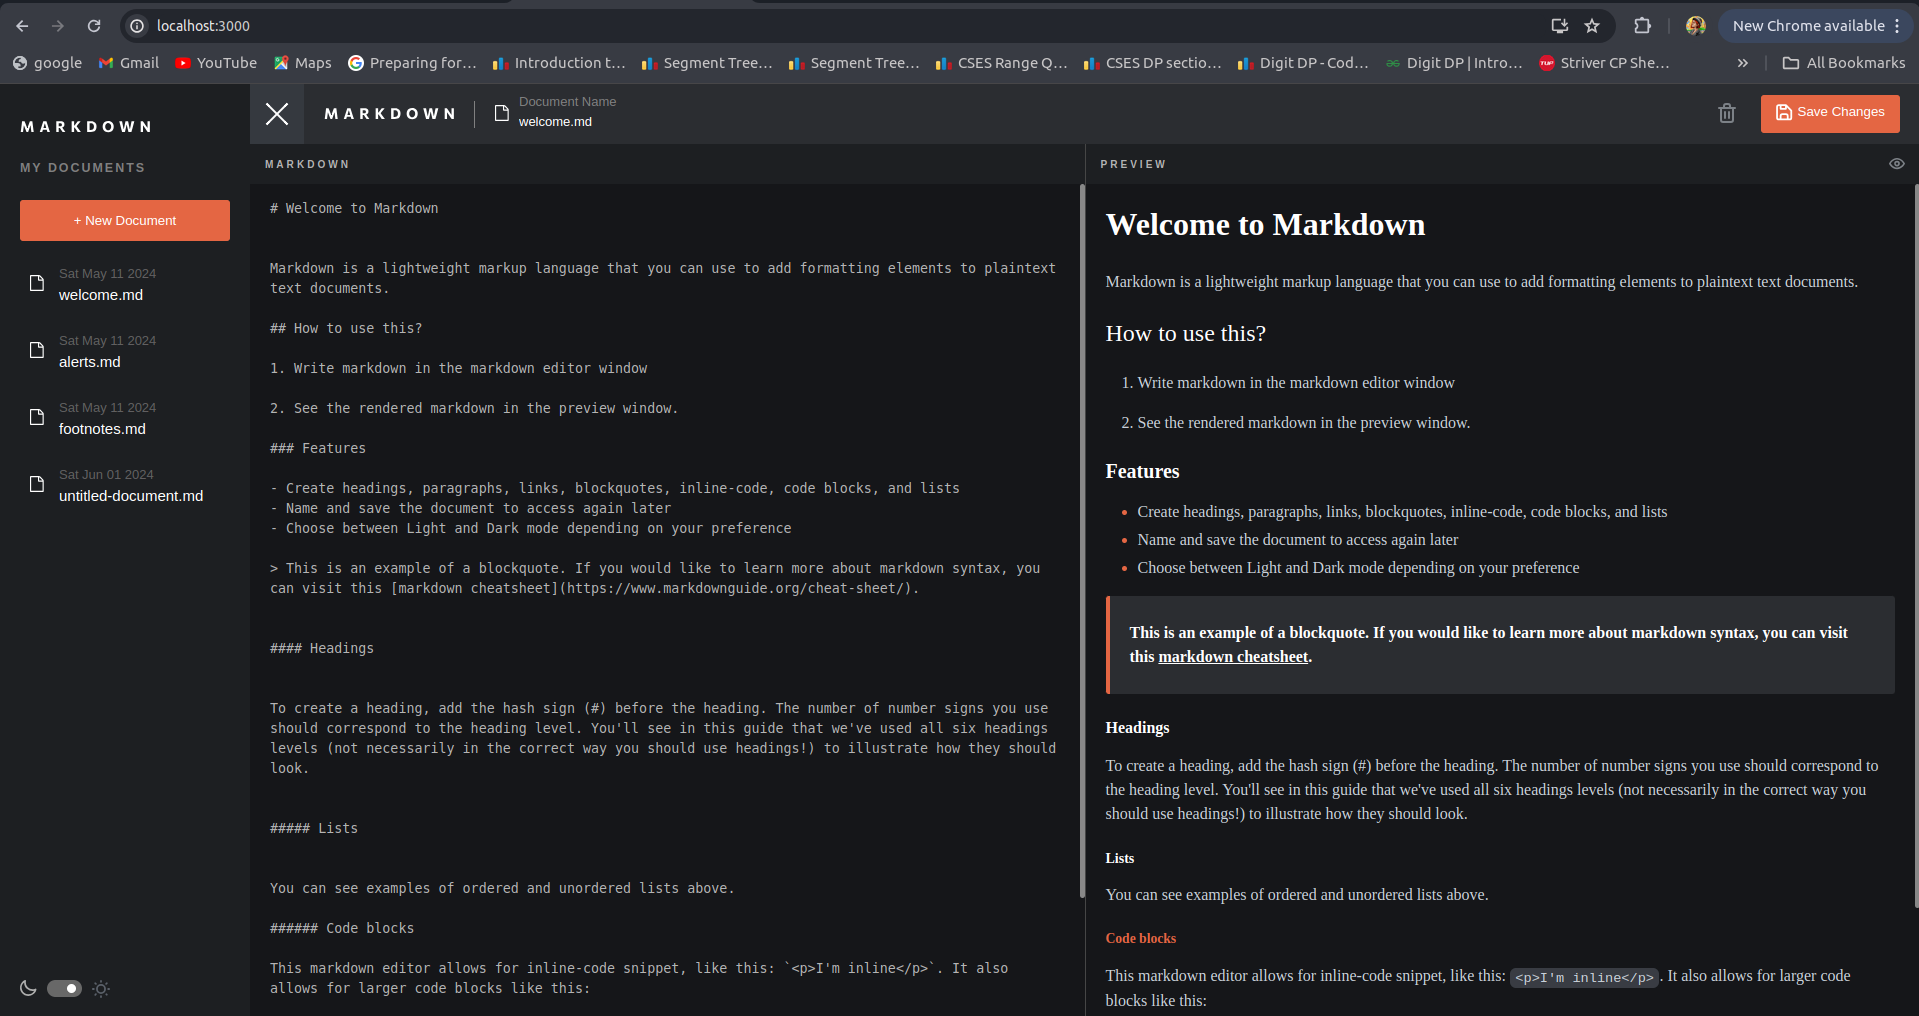 localhost:3000
New Chrome available
google
Gmail
YouTube
Maps
Preparing for...
Introduction t...
Segment Tree...
Segment Tree...
CSES Range Q...
CSES DP sectio...
Digit DP - Cod...
Digit DP | Intro...
TUF
Striver CP She...
»
All Bookmarks
MARKDOWN
MY DOCUMENTS
+ New Document
Sat May 11 2024
welcome.md
Sat May 11 2024
alerts.md
Sat May 11 2024
footnotes.md
Sat Jun 01 2024
untitled-document.md
MARKDOWN
Document Name
welcome.md
Save Changes
MARKDOWN
# Welcome to Markdown
Markdown is a lightweight markup language that you can use to add formatting elements to plaintext
text documents.
## How to use this?
1. Write markdown in the markdown editor window
2. See the rendered markdown in the preview window.
### Features
- Create headings, paragraphs, links, blockquotes, inline-code, code blocks, and lists
- Name and save the document to access again later
- Choose between Light and Dark mode depending on your preference
> This is an example of a blockquote. If you would like to learn more about markdown syntax, you
can visit this [markdown cheatsheet](https://www.markdownguide.org/cheat-sheet/).
#### Headings
To create a heading, add the hash sign (#) before the heading. The number of number signs you use
should correspond to the heading level. You'll see in this guide that we've used all six headings
levels (not necessarily in the correct way you should use headings!) to illustrate how they should
look.
##### Lists
You can see examples of ordered and unordered lists above.
###### Code blocks
This markdown editor allows for inline-code snippet, like this: `<p>I'm inline</p>`. It also
allows for larger code blocks like this:
PREVIEW
Welcome to Markdown
Markdown is a lightweight markup language that you can use to add formatting elements to plaintext text documents.
How to use this?
1. Write markdown in the markdown editor window
2. See the rendered markdown in the preview window.
Features
• Create headings, paragraphs, links, blockquotes, inline-code, code blocks, and lists
• Name and save the document to access again later
• Choose between Light and Dark mode depending on your preference
This is an example of a blockquote. If you would like to learn more about markdown syntax, you can visit
this markdown cheatsheet.
Headings
To create a heading, add the hash sign (#) before the heading. The number of number signs you use should correspond to
the heading level. You'll see in this guide that we've used all six headings levels (not necessarily in the correct way you
should use headings!) to illustrate how they should look.
Lists
You can see examples of ordered and unordered lists above.
Code blocks
This markdown editor allows for inline-code snippet, like this: <p>I'm inline</p>. It also allows for larger code
blocks like this: